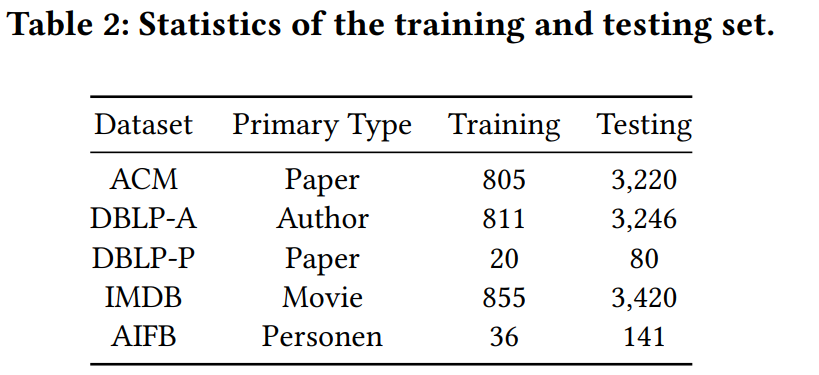 Table 2: Statistics of the training and testing set.
Dataset Primary Type Training Testing
ACM Paper 805 3,220
DBLP-A Author 811 3,246
DBLP-P Paper 20 80
IMDB Movie 855 3,420
AIFB Personen 36 141